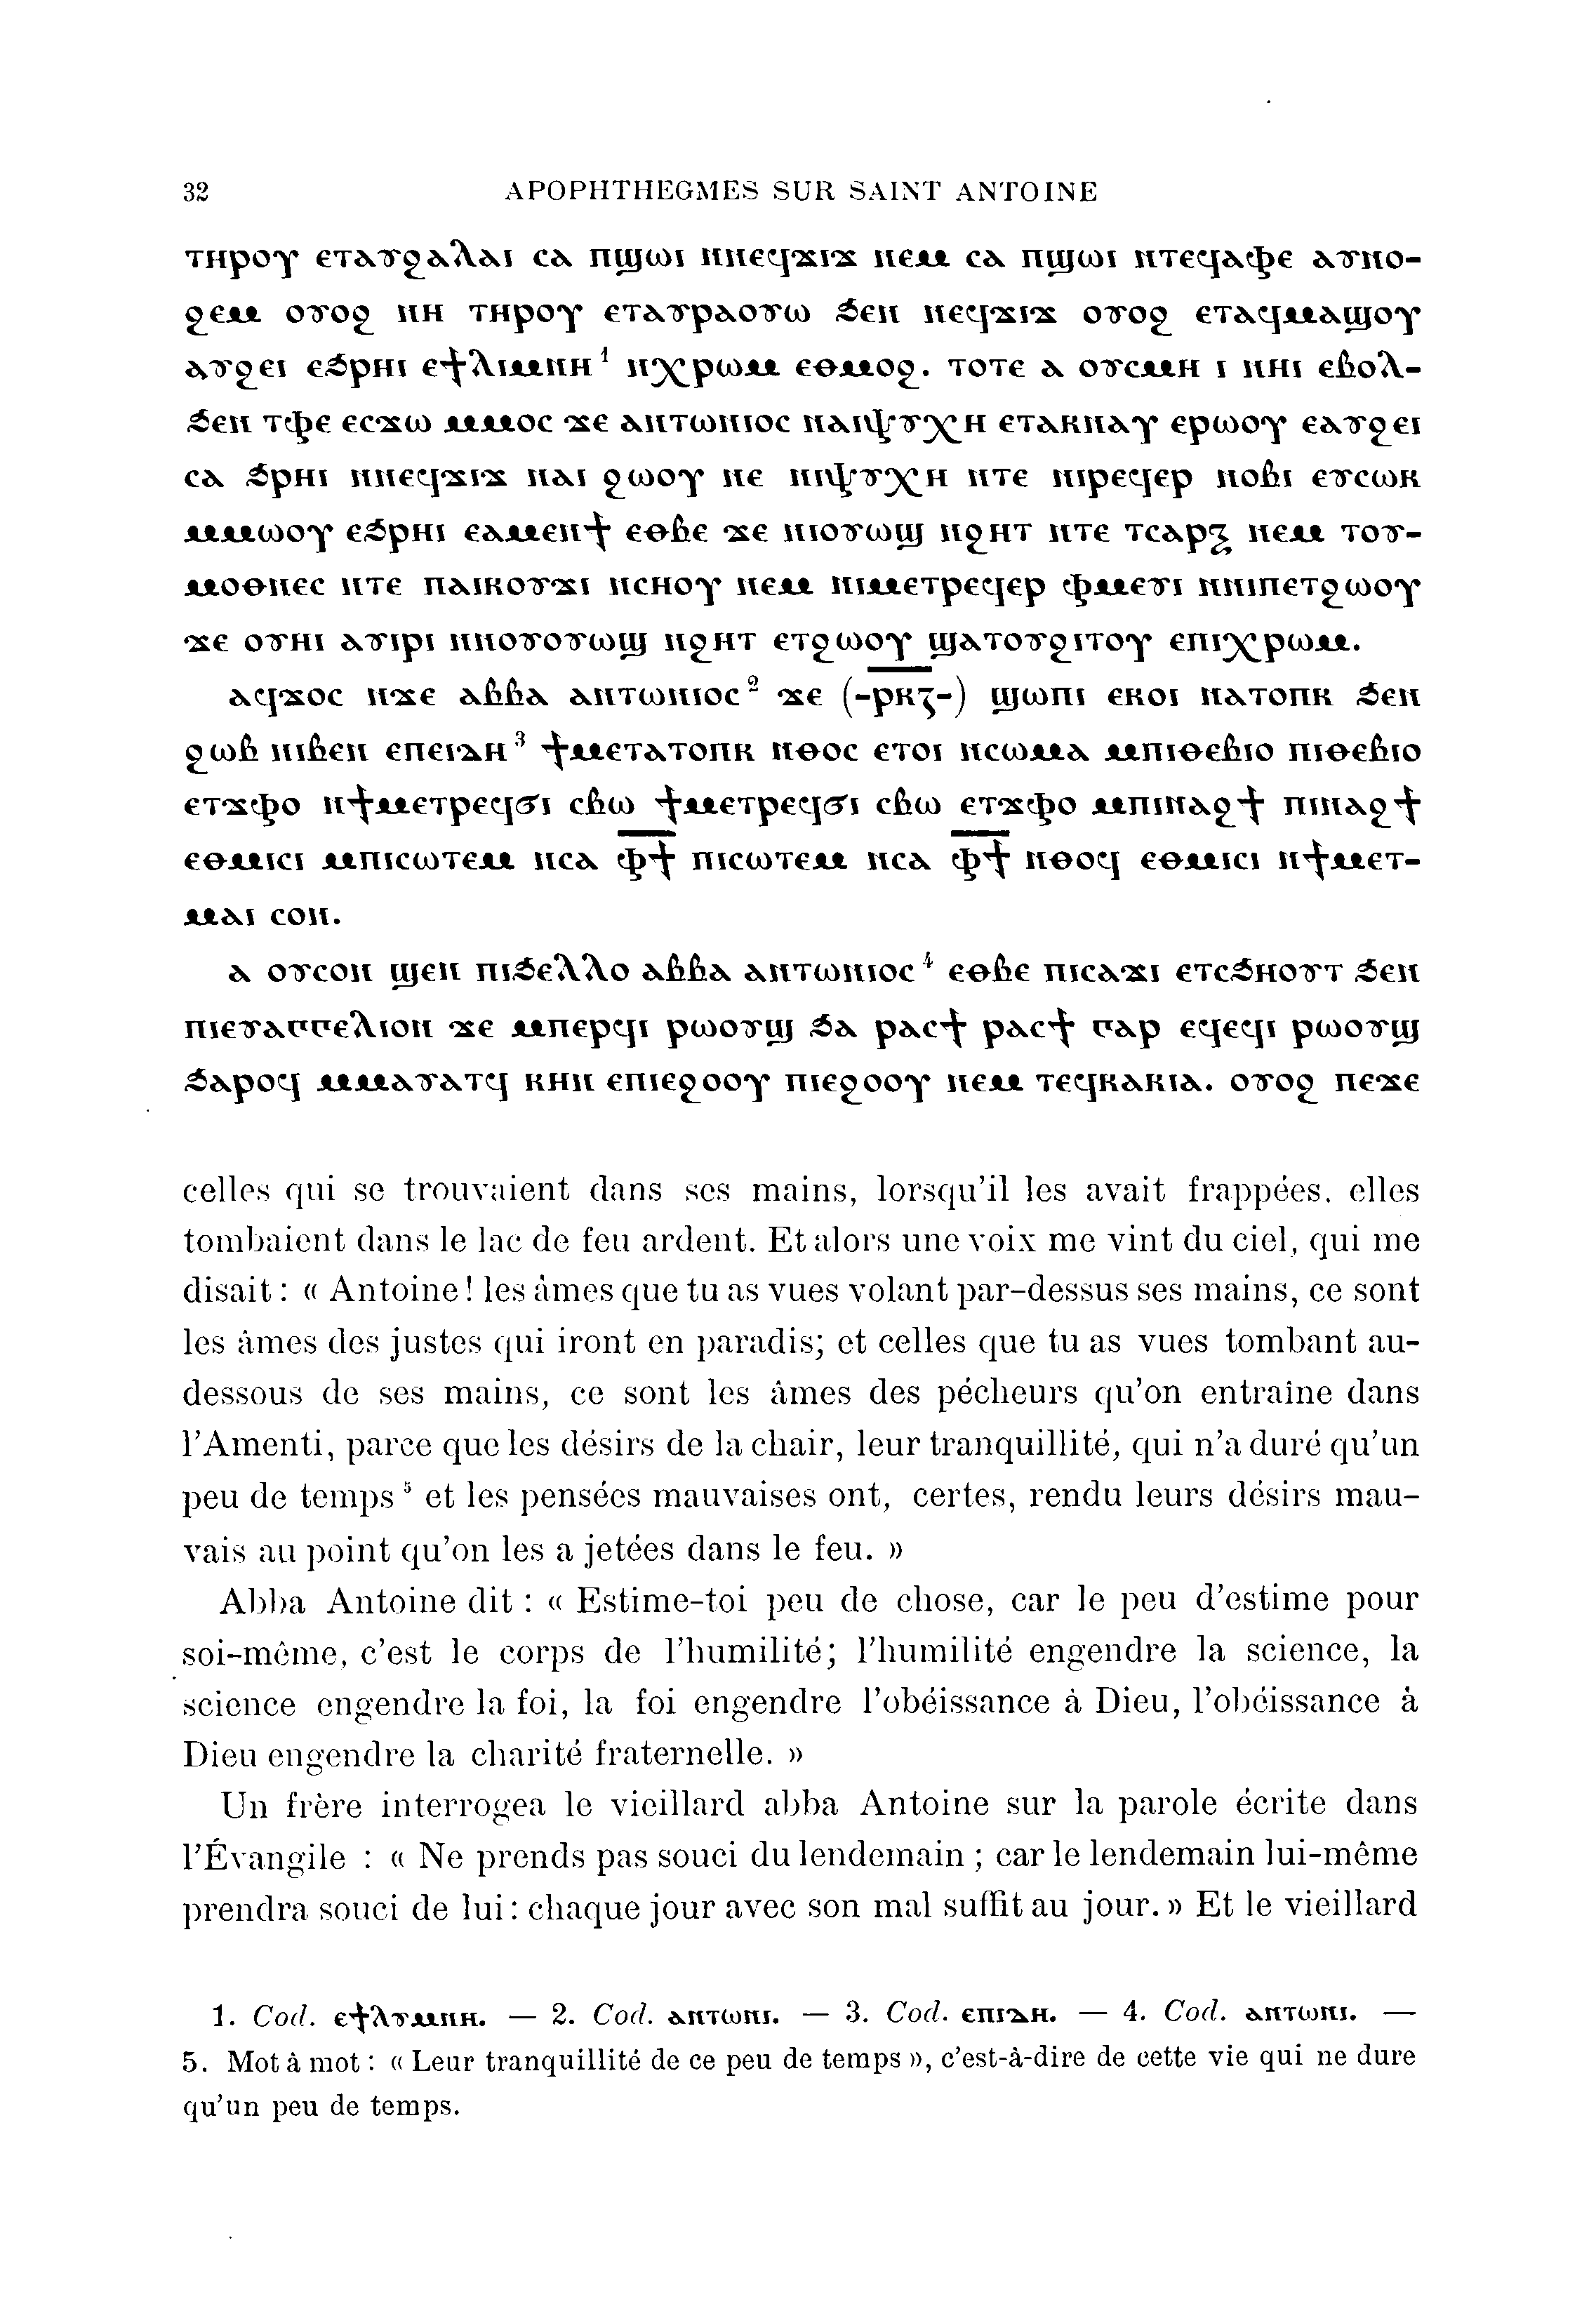 32 APOPHTHEGMES SUR SAINT ANTOINE
ⲧⲏⲣⲟⲩ ⲉⲧⲁⲩϩⲁⲗⲁⲓ ⲥⲁ ⲡϣⲱⲓ ⲛⲛⲉϥϫⲓϫ ⲛⲉⲙ ⲥⲁ ⲡϣⲱⲓ ⲛⲧⲉϥⲁⲫⲉ ⲁⲩⲛⲟ-
ϩⲉⲙ ⲟⲩⲟϩ ⲛⲏ ⲧⲏⲣⲟⲩ ⲉⲧⲁⲩⲣⲁⲟⲩⲱ ϧⲉⲛ ⲛⲉϥϫⲓϫ ⲟⲩⲟϩ ⲉⲧⲁϥⲙⲁϣⲟⲩ
ⲁⲩϩⲉⲓ ⲉϧⲣⲏⲓ ⲉϯⲗⲓⲙⲛⲏ¹ ⲛⲭⲣⲱⲙ ⲉⲑⲙⲟϩ. ⲧⲟⲧⲉ ⲁ ⲟⲩⲥⲙⲏ ⲓ ⲛⲏⲓ ⲉⲃⲟⲗ-
ϧⲉⲛ ⲧⲫⲉ ⲉⲥϫⲱ ⲙⲙⲟⲥ ϫⲉ ⲁⲛⲧⲱⲛⲓⲟⲥ ⲛⲁⲓⲯⲩⲭⲏ ⲉⲧⲁⲕⲛⲁⲩ ⲉⲣⲱⲟⲩ ⲉⲁⲩϩⲉⲓ
ⲥⲁ ϧⲣⲏⲓ ⲛⲛⲉϥϫⲓϫ ⲛⲁⲓ ϩⲱⲟⲩ ⲛⲉ ⲛⲓⲯⲩⲭⲏ ⲛⲧⲉ ⲛⲓⲣⲉϥⲉⲣ ⲛⲟⲃⲓ ⲉⲩⲥⲱⲕ
ⲙⲙⲱⲟⲩ ⲉϧⲣⲏⲓ ⲉⲁⲙⲉⲛϯ ⲉⲑⲃⲉ ϫⲉ ⲛⲓⲟⲩⲱϣ ⲛϩⲏⲧ ⲛⲧⲉ ⲧⲥⲁⲣⲝ ⲛⲉⲙ ⲧⲟⲩ-
ⲙⲟⲑⲛⲉⲥ ⲛⲧⲉ ⲡⲁⲓⲕⲟⲩϫⲓ ⲛⲥⲛⲟⲩ ⲛⲉⲙ ⲛⲓⲙⲉⲧⲣⲉϥⲉⲣ ⲫⲙⲉⲩⲓ ⲛⲛⲓⲡⲉⲧϩⲱⲟⲩ
ϫⲉ ⲟⲩⲏⲓ ⲁⲩⲓⲣⲓ ⲛⲛⲟⲩⲟⲩⲱϣ ⲛϩⲏⲧ ⲉⲧϩⲱⲟⲩ ϣⲁⲧⲟⲩϩⲓⲧⲟⲩ ⲉⲡⲓⲭⲣⲱⲙ.
ⲁϥϫⲟⲥ ⲛϫⲉ ⲁⲃⲃⲁ ⲁⲛⲧⲱⲛⲓⲟⲥ² ϫⲉ (-ⲣⲕⲍ-) ϣⲱⲡⲓ ⲉⲕⲟⲓ ⲛⲁⲧⲟⲡⲕ ϧⲉⲛ
ϩⲱⲃ ⲛⲓⲃⲉⲛ ⲉⲡⲉⲓⲇⲏ³ ϯⲙⲉⲧⲁⲧⲟⲡⲕ ⲛⲑⲟⲥ ⲉⲧⲟⲓ ⲛⲥⲱⲙⲁ ⲙⲡⲓⲑⲉⲃⲓⲟ ⲡⲓⲑⲉⲃⲓⲟ
ⲉⲧϫⲫⲟ ⲛϯⲙⲉⲧⲣⲉϥϭⲓ ⲥⲃⲱ ϯⲙⲉⲧⲣⲉϥϭⲓ ⲥⲃⲱ ⲉⲧϫⲫⲟ ⲙⲡⲓⲛⲁϩϯ ⲡⲓⲛⲁϩϯ
ⲉⲑⲙⲓⲥⲓ ⲙⲡⲓⲥⲱⲧⲉⲙ ⲛⲥⲁ ⲫϯ ⲡⲓⲥⲱⲧⲉⲙ ⲛⲥⲁ ⲫϯ ⲛⲑⲟϥ ⲉⲑⲙⲓⲥⲓ ⲛϯⲙⲉⲧ-
ⲙⲁⲓ ⲥⲟⲛ.
ⲁ ⲟⲩⲥⲟⲛ ϣⲉⲛ ⲡⲓϧⲉⲗⲗⲟ ⲁⲃⲃⲁ ⲁⲛⲧⲱⲛⲓⲟⲥ⁴ ⲉⲑⲃⲉ ⲡⲓⲥⲁϫⲓ ⲉⲧⲥϧⲏⲟⲩⲧ ϧⲉⲛ
ⲡⲓⲉⲩⲁⲅⲅⲉⲗⲓⲟⲛ ϫⲉ ⲙⲡⲉⲣϥⲓ ⲣⲱⲟⲩϣ ϧⲁ ⲣⲁⲥϯ ⲣⲁⲥϯ ⲅⲁⲣ ⲉϥⲉϥⲓ ⲣⲱⲟⲩϣ
ϧⲁⲣⲟϥ ⲙⲙⲁⲩⲁⲧϥ ⲕⲏⲛ ⲉⲡⲓⲉϩⲟⲟⲩ ⲡⲓⲉϩⲟⲟⲩ ⲛⲉⲙ ⲧⲉϥⲕⲁⲕⲓⲁ. ⲟⲩⲟϩ ⲡⲉϫⲉ
celles qui se trouvaient dans ses mains, lorsqu'il les avait frappées, elles
tombaient dans le lac de feu ardent. Et alors une voix me vint du ciel, qui me
disait : « Antoine ! les âmes que tu as vues volant par-dessus ses mains, ce sont
les âmes des justes qui iront en paradis; et celles que tu as vues tombant au-
dessous de ses mains, ce sont les âmes des pécheurs qu'on entraine dans
l'Amenti, parce que les désirs de la chair, leur tranquillité, qui n'a duré qu'un
peu de temps⁵ et les pensées mauvaises ont, certes, rendu leurs désirs mau-
vais au point qu'on les a jetées dans le feu. »
Abba Antoine dit : « Estime-toi peu de chose, car le peu d'estime pour
soi-même, c'est le corps de l'humilité; l'humilité engendre la science, la
science engendre la foi, la foi engendre l'obéissance à Dieu, l'obéissance à
Dieu engendre la charité fraternelle. »
Un frère interrogea le vieillard abba Antoine sur la parole écrite dans
l'Évangile : « Ne prends pas souci du lendemain ; car le lendemain lui-même
prendra souci de lui : chaque jour avec son mal suffit au jour. » Et le vieillard
1. Cod. ⲉϯⲗⲩⲙⲛⲏ. — 2. Cod. ⲁⲛⲧⲱⲛⲓ. — 3. Cod. ⲉⲡⲓⲇⲏ. — 4. Cod. ⲁⲛⲧⲱⲛⲓ. —
5. Mot à mot : « Leur tranquillité de ce peu de temps », c'est-à-dire de cette vie qui ne dure
qu'un peu de temps.